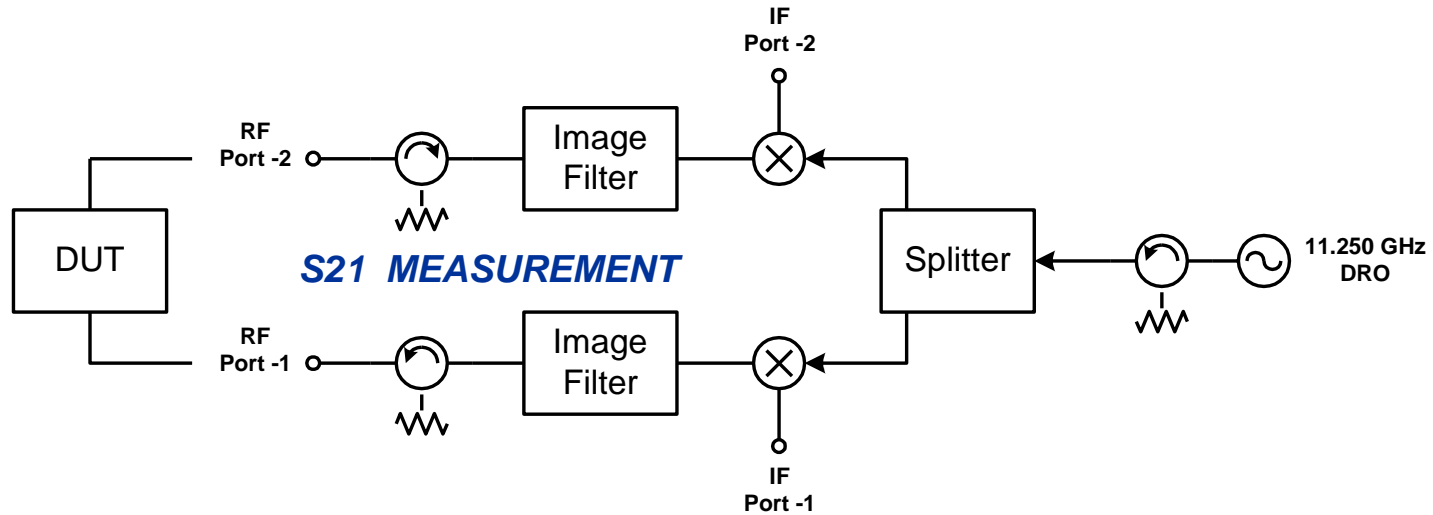 IF
Port -2
RF
Port -2
Image
Filter
DUT
S21 MEASUREMENT
Splitter
11.250 GHz
DRO
RF
Port -1
Image
Filter
IF
Port -1